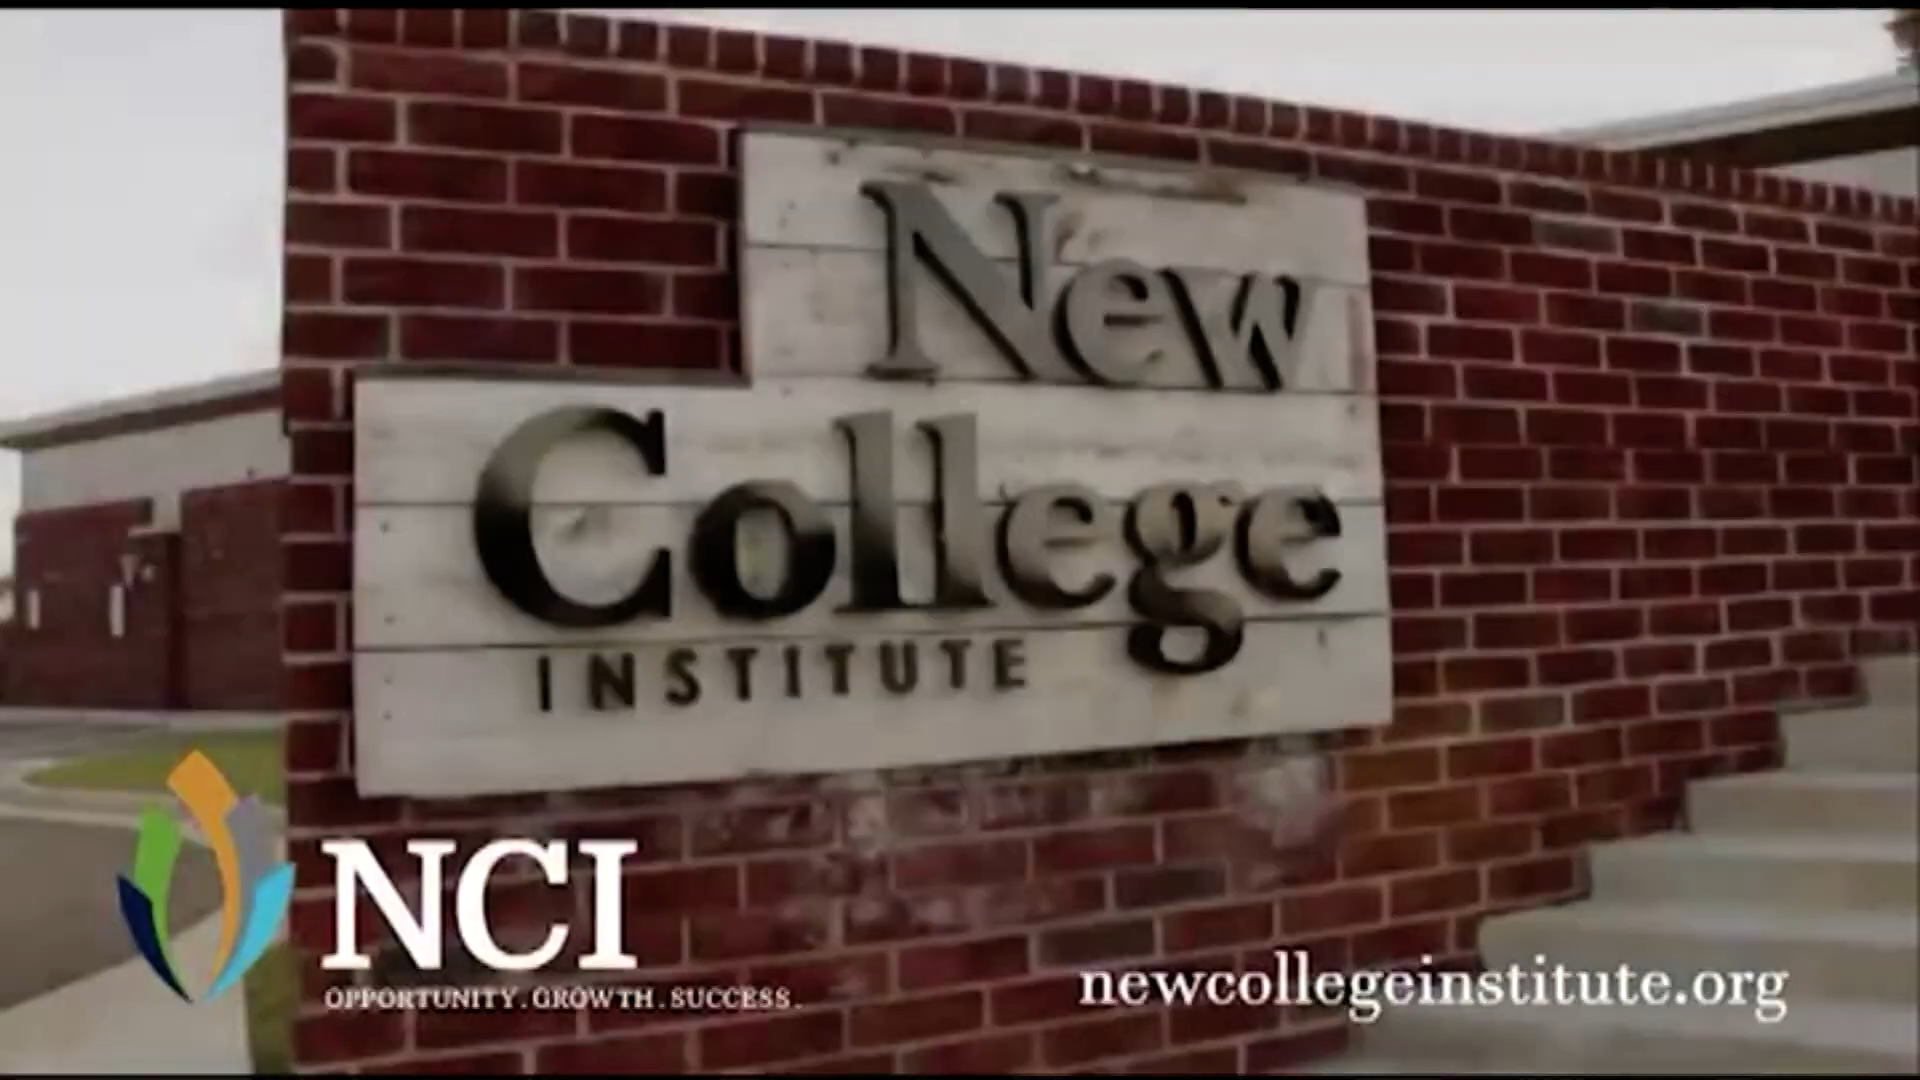 New
College
INSTITUTE
NCI
OPPORTUNITY. GROWTH. SUCCESS.
newcollegeinstitute.org